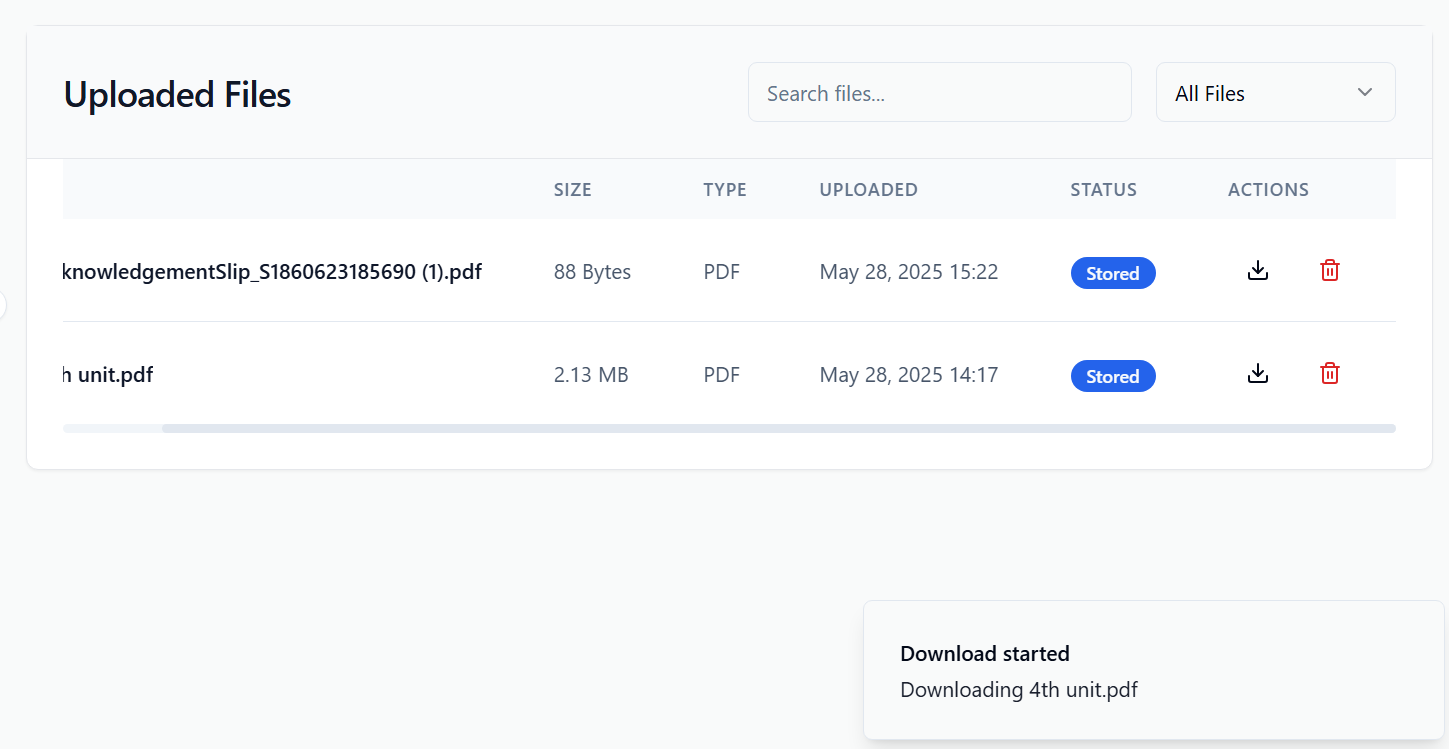 Uploaded Files
Search files...
All Files
SIZE TYPE UPLOADED STATUS ACTIONS
knowledgementSlip_S1860623185690 (1).pdf 88 Bytes PDF May 28, 2025 15:22 Stored
h unit.pdf 2.13 MB PDF May 28, 2025 14:17 Stored
Download started
Downloading 4th unit.pdf